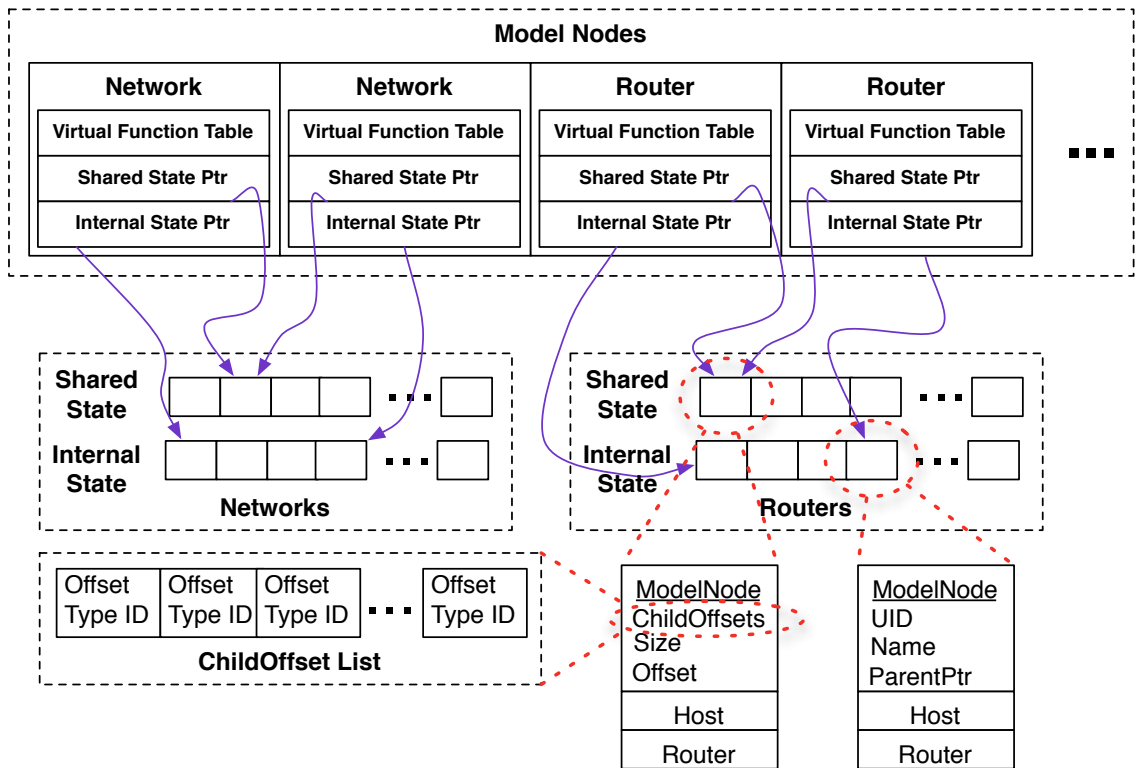 Model Nodes
Network
Network
Router
Router
Virtual Function Table
Virtual Function Table
Virtual Function Table
Virtual Function Table
Shared State Ptr
Shared State Ptr
Shared State Ptr
Shared State Ptr
Internal State Ptr
Internal State Ptr
Internal State Ptr
Internal State Ptr
Shared
State
Internal
State
Networks
Shared
State
Internal
State
Routers
Offset
Type ID
Offset
Type ID
Offset
Type ID
Offset
Type ID
ChildOffset List
ModelNode
ChildOffsets
Size
Offset
Host
Router
ModelNode
UID
Name
ParentPtr
Host
Router